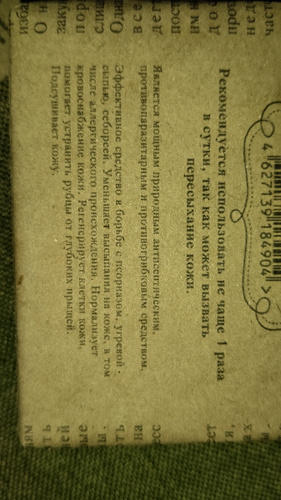 4 627139 184904 >
Рекомендуется использовать не чаще 1 раза
в сутки, так как может вызвать
пересыхание кожи.
Является мощным природным антисептическим,
противопаразитарным и противогрибковым средством.
Эффективное средство в борьбе с псориазом, угревой
сыпью, себореей. Уменьшает высыпания на коже, в том
числе аллергического происхождения. Нормализует
кровоснабжение кожи. Регенерирует клетки кожи,
помогает устранить рубцы от глубоких прыщей.
Подсушивает кожу.